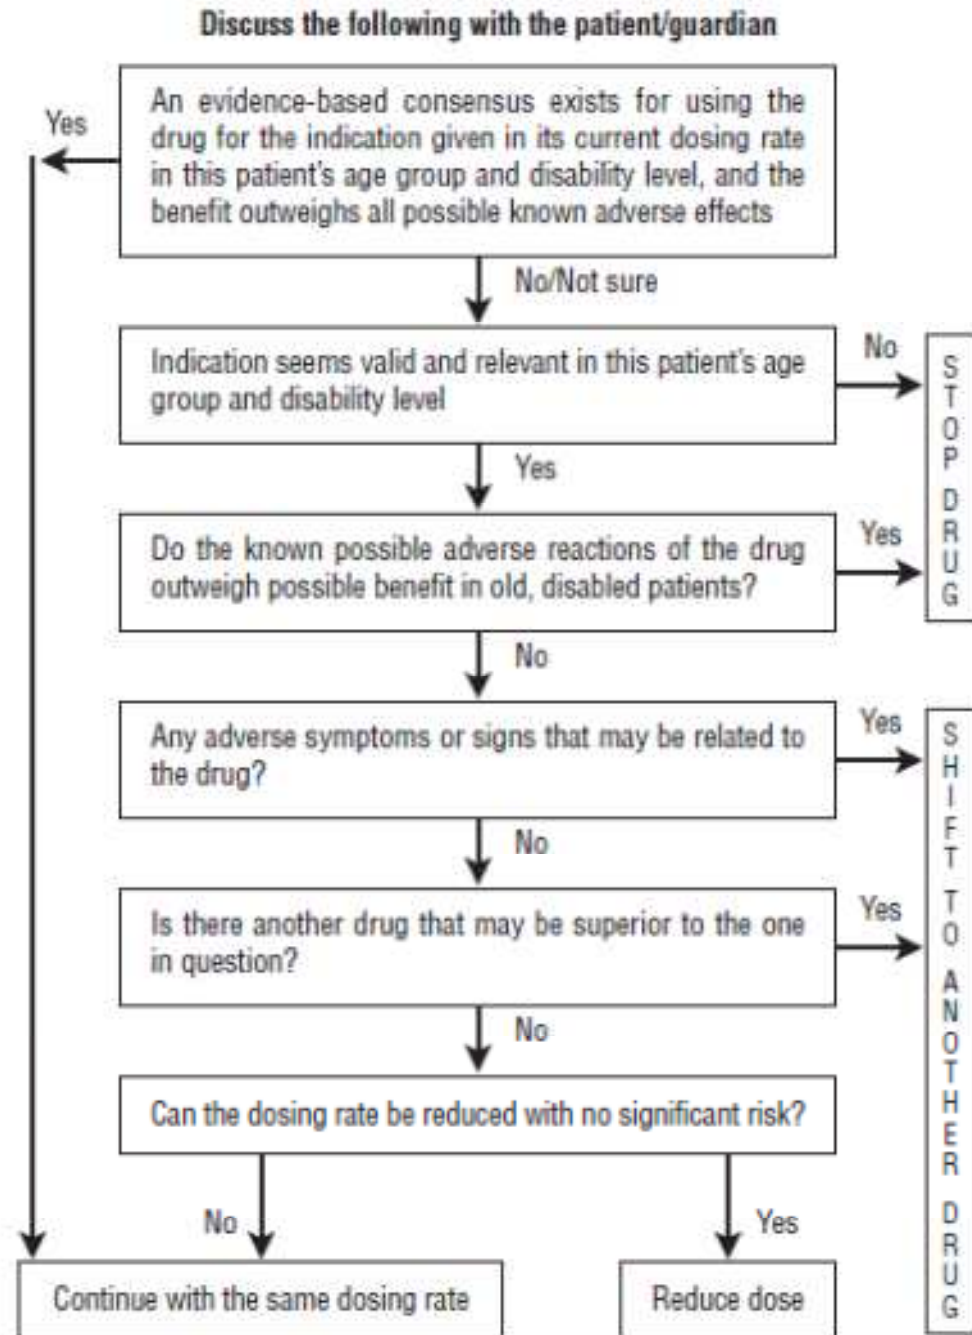 Discuss the following with the patient/guardian
Yes
An evidence-based consensus exists for using the
drug for the indication given in its current dosing rate
in this patient's age group and disability level, and the
benefit outweighs all possible known adverse effects
No/Not sure
Indication seems valid and relevant in this patient's age
group and disability level
No
STOP DRUG
Yes
Do the known possible adverse reactions of the drug
outweigh possible benefit in old, disabled patients?
Yes
No
Any adverse symptoms or signs that may be related to
the drug?
Yes
SHIFT TO ANOTHER DRUG
No
Is there another drug that may be superior to the one
in question?
Yes
No
Can the dosing rate be reduced with no significant risk?
No
Yes
Continue with the same dosing rate
Reduce dose